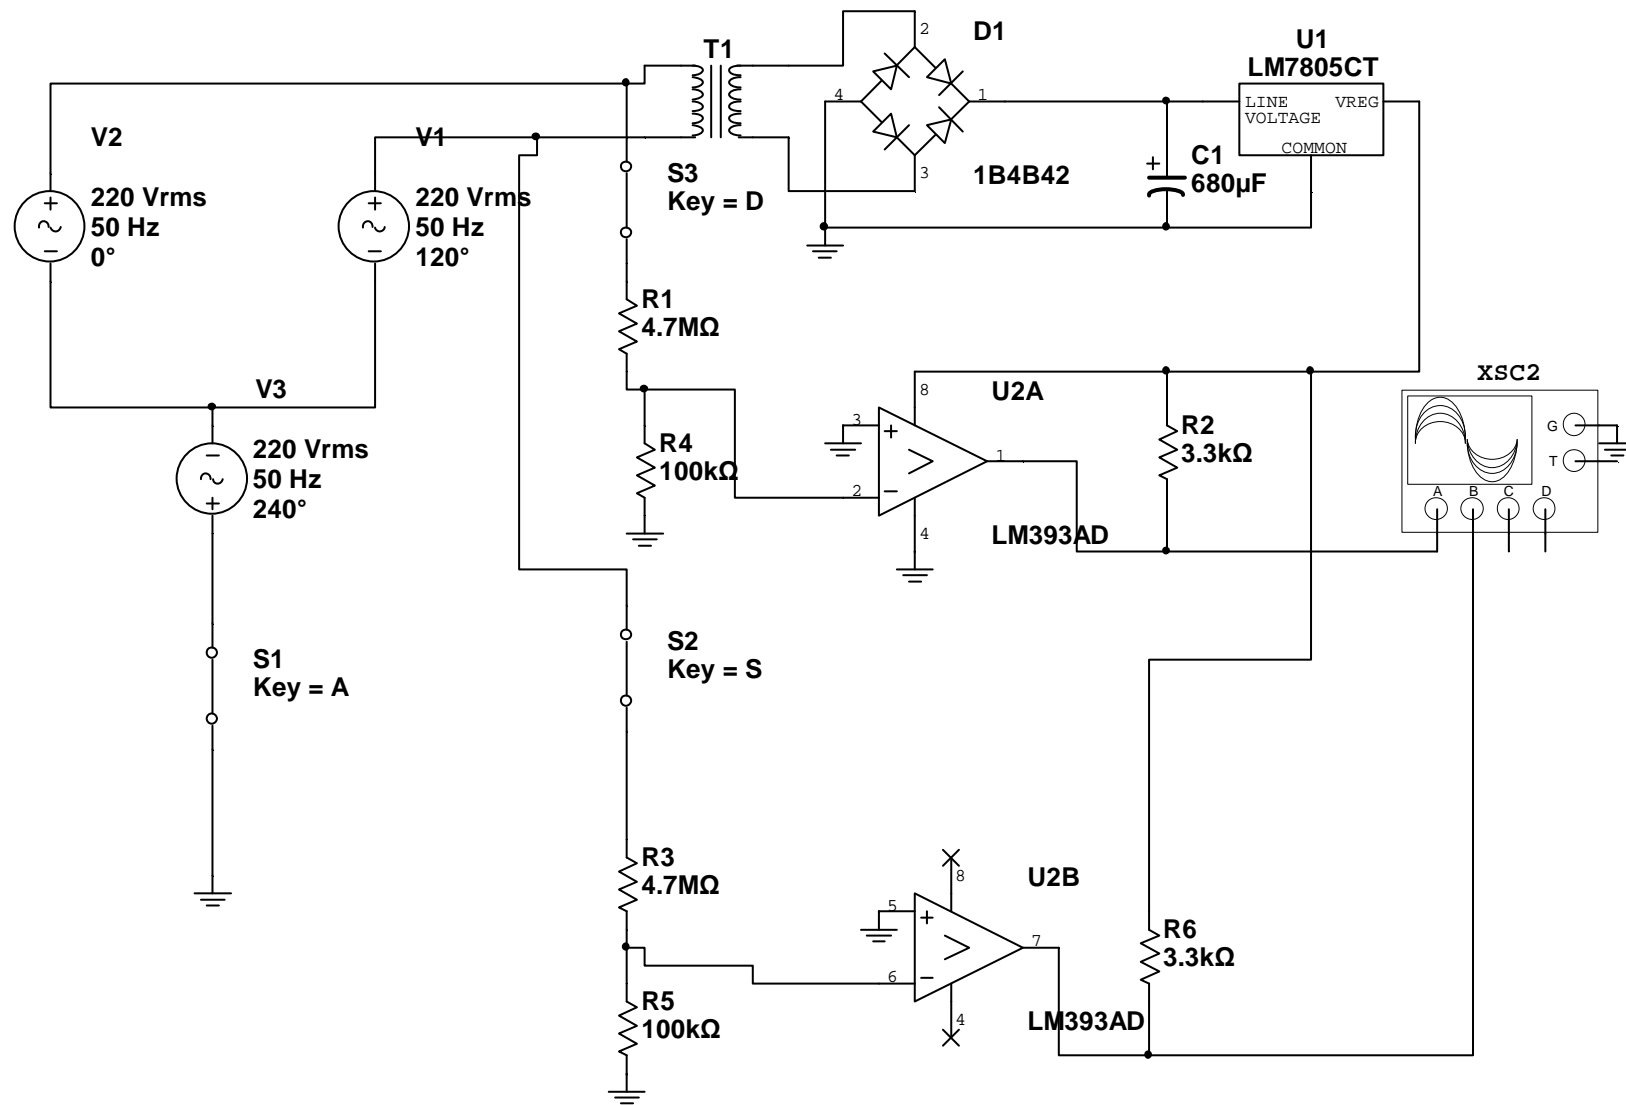 T1
2
D1
U1
LM7805CT
4
1
LINE
VOLTAGE
VREG
COMMON
V2
V1
3
1B4B42
+
C1
680µF
S3
Key = D
+
220 Vrms
50 Hz
0°
−
+
220 Vrms
50 Hz
120°
−
R1
4.7MΩ
V3
8
U2A
XSC2
R4
100kΩ
3
+
2
−
1
4
LM393AD
R2
3.3kΩ
G
T
A
B
C
D
−
220 Vrms
50 Hz
240°
+
S1
Key = A
S2
Key = S
R3
4.7MΩ
8
U2B
5
+
6
−
7
4
LM393AD
R6
3.3kΩ
R5
100kΩ